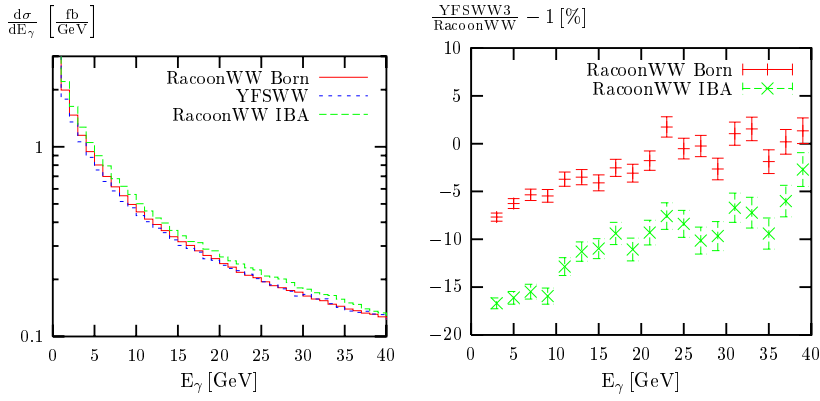 dσ/dE_γ [fb/GeV]
RacoonWW Born
YFSWW
RacoonWW IBA
1
0.1
0 5 10 15 20 25 30 35 40
E_γ [GeV]
YFSWW3/RacoonWW − 1 [%]
RacoonWW Born
RacoonWW IBA
10
5
0
−5
−10
−15
−20
0 5 10 15 20 25 30 35 40
E_γ [GeV]